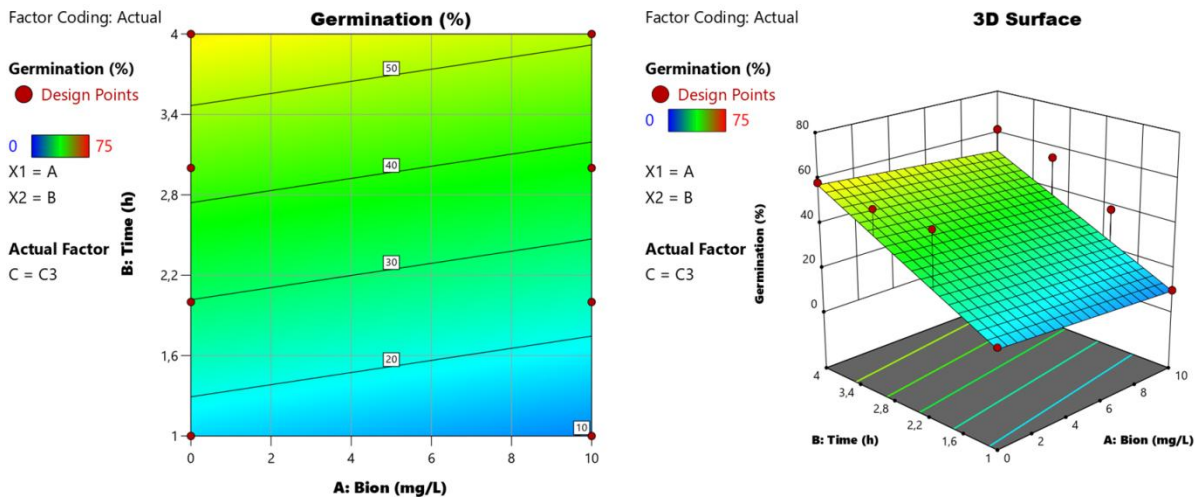 Factor Coding: Actual
Germination (%)
Germination (%)
Design Points
0 75
X1 = A
X2 = B
Actual Factor
C = C3
4
3,4
2,8
2,2
1,6
1
B: Time (h)
50
40
30
20
10
0 2 4 6 8 10
A: Bion (mg/L)
Factor Coding: Actual
3D Surface
Germination (%)
Design Points
0 75
X1 = A
X2 = B
Actual Factor
C = C3
80
60
40
20
0
Germination (%)
4
3,4
2,8
2,2
1,6
1
B: Time (h)
0
2
4
6
8
10
A: Bion (mg/L)